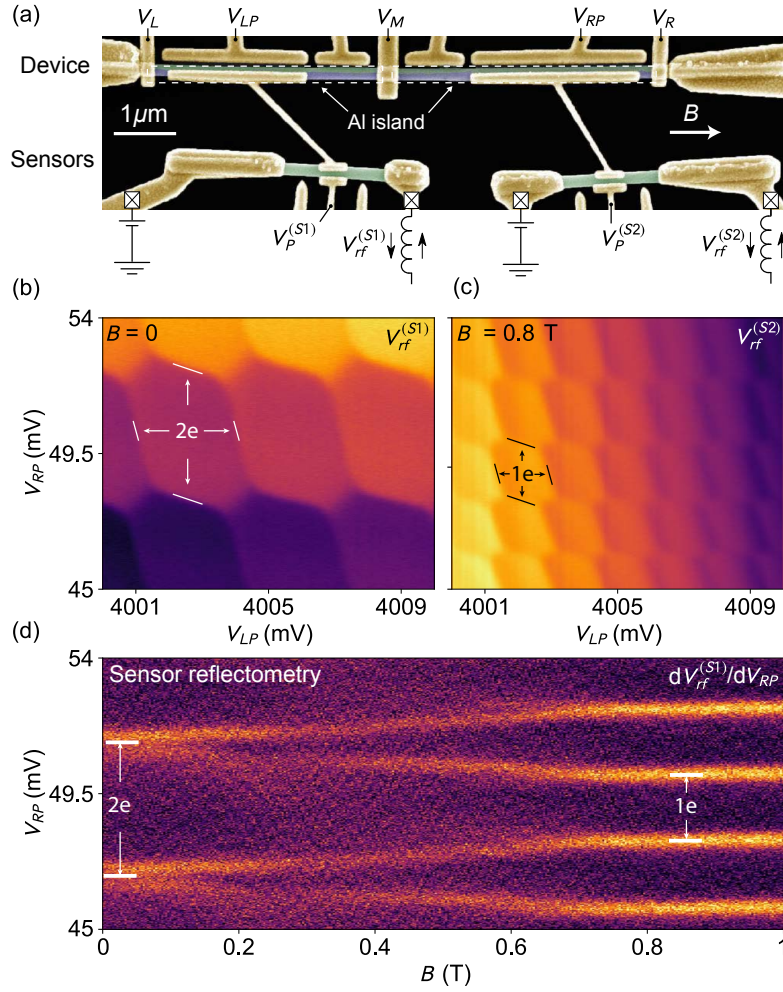 (a)
V_L V_LP V_M V_RP V_R
Device
Al island
1μm
B
Sensors
V_P^(S1) V_rf^(S1) V_P^(S2) V_rf^(S2)
(b)
B = 0 V_rf^(S1)
2e
54
49.5
45
V_RP (mV)
4001 4005 4009
V_LP (mV)
(c)
B = 0.8 T V_rf^(S2)
1e
4001 4005 4009
V_LP (mV)
(d)
Sensor reflectometry dV_rf^(S1)/dV_RP
54
49.5
45
V_RP (mV)
2e
1e
0 0.2 0.4 0.6 0.8 1
B (T)